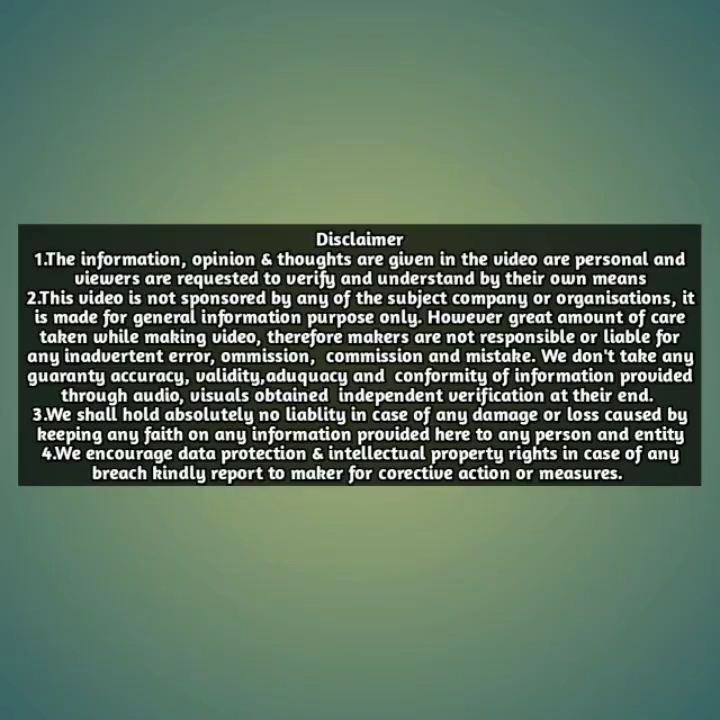 Disclaimer
1.The information, opinion & thoughts are given in the video are personal and
viewers are requested to verify and understand by their own means
2.This video is not sponsored by any of the subject company or organisations, it
is made for general information purpose only. However great amount of care
taken while making video, therefore makers are not responsible or liable for
any inadvertent error, ommission,  commission and mistake. We don't take any
guaranty accuracy, validity,aduquacy and  conformity of information provided
through audio, visuals obtained  independent verification at their end.
3.We shall hold absolutely no liablity in case of any damage or loss caused by
keeping any faith on any information provided here to any person and entity
4.We encourage data protection & intellectual property rights in case of any
breach kindly report to maker for corective action or measures.